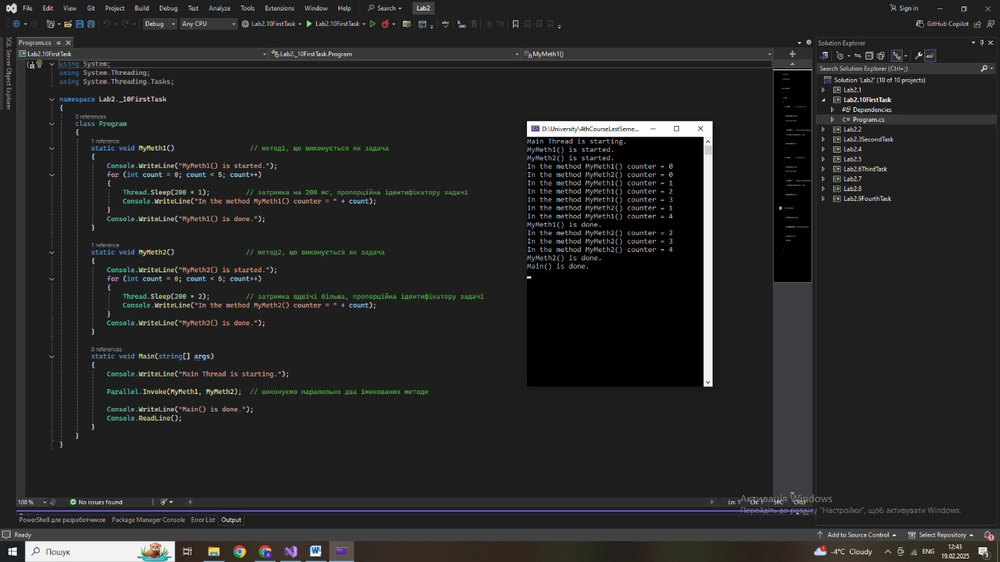 File Edit View Git Project Build Debug Test Analyze Tools Extensions Window Help Search Lab2 Sign in
Debug Any CPU Lab2.10FirstTask Lab2.10FirstTask GitHub Copilot
SQL Server Object Explorer
Program.cs
Lab2.10FirstTask Lab2._10FirstTask.Program MyMeth1()
using System;
using System.Threading;
using System.Threading.Tasks;
namespace Lab2._10FirstTask
{
0 references
class Program
{
1 reference
static void MyMeth1() // метод1, що виконується як задача
{
Console.WriteLine("MyMeth1() is started.");
for (int count = 0; count < 5; count++)
{
Thread.Sleep(200 * 1); // затримка на 200 мс, пропорційна ідентифікатору задачі
Console.WriteLine("In the method MyMeth1() counter = " + count);
}
Console.WriteLine("MyMeth1() is done.");
}
1 reference
static void MyMeth2() // метод2, що виконується як задача
{
Console.WriteLine("MyMeth2() is started.");
for (int count = 0; count < 5; count++)
{
Thread.Sleep(200 * 2); // затримка вдвічі більша, пропорційна ідентифікатору задачі
Console.WriteLine("In the method MyMeth2() counter = " + count);
}
Console.WriteLine("MyMeth2() is done.");
}
0 references
static void Main(string[] args)
{
Console.WriteLine("Main Thread is starting.");
Parallel.Invoke(MyMeth1, MyMeth2); // виконуємо паралельно два іменованих методи
Console.WriteLine("Main() is done.");
Console.ReadLine();
}
}
}
D:\University\4thCourseLastSeme...
Main Thread is starting.
MyMeth1() is started.
MyMeth2() is started.
In the method MyMeth1() counter = 0
In the method MyMeth2() counter = 0
In the method MyMeth1() counter = 1
In the method MyMeth1() counter = 2
In the method MyMeth1() counter = 3
In the method MyMeth2() counter = 1
In the method MyMeth1() counter = 4
MyMeth1() is done.
In the method MyMeth2() counter = 2
In the method MyMeth2() counter = 3
In the method MyMeth2() counter = 4
MyMeth2() is done.
Main() is done.
Solution Explorer
Search Solution Explorer (Ctrl+;)
Solution 'Lab2' (10 of 10 projects)
Lab2.1
Lab2.10FirstTask
Dependencies
C# Program.cs
Lab2.2
Lab2.3SecondTask
Lab2.4
Lab2.5
Lab2.6ThirdTask
Lab2.7
Lab2.8
Lab2.9FourthTask
100 % No issues found Ln: 1 Ch: 1 SPC CRLF
Активація Windows
Перейдіть до розділу "Настройки", щоб активувати Windows.
PowerShell для разработчиков Package Manager Console Error List Output
Ready Add to Source Control Select Repository 1
Пошук -4°C Cloudy ENG 12:43
19.02.2025 3